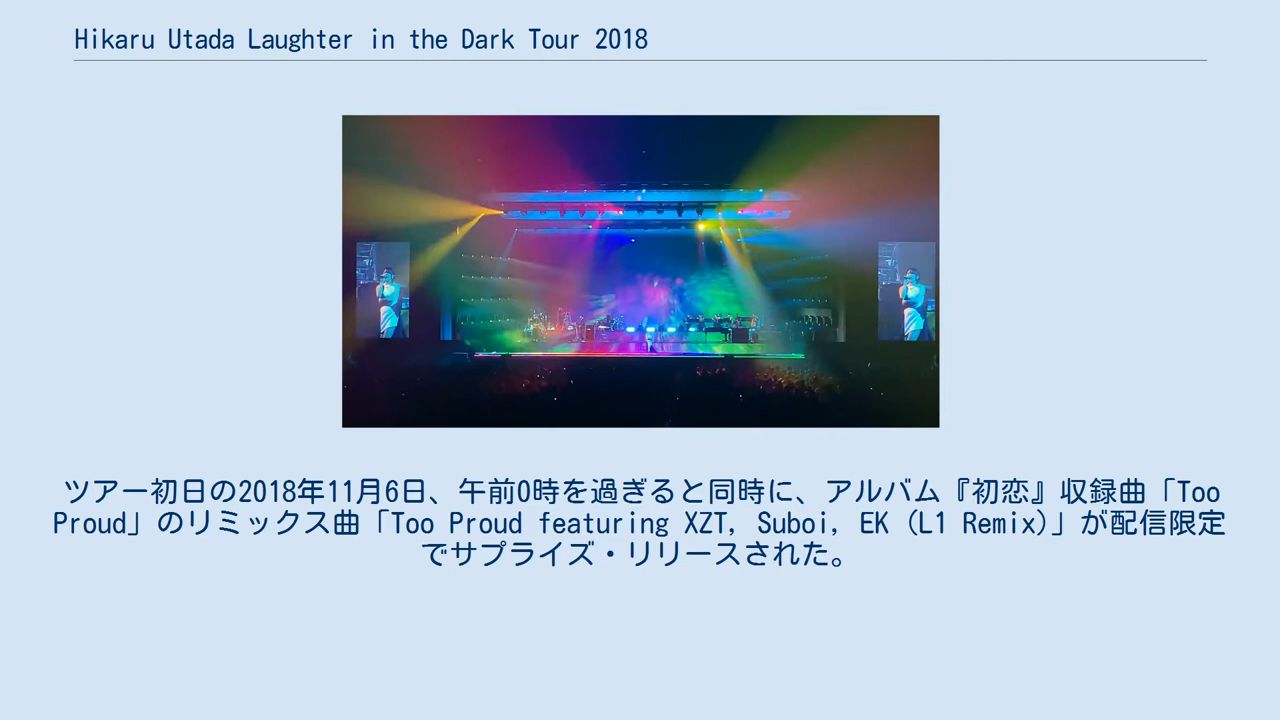 Hikaru Utada Laughter in the Dark Tour 2018
ツアー初日の2018年11月6日、午前0時を過ぎると同時に、アルバム『初恋』収録曲「Too
Proud」のリミックス曲「Too Proud featuring XZT, Suboi, EK (L1 Remix)」が配信限定
でサプライズ・リリースされた。